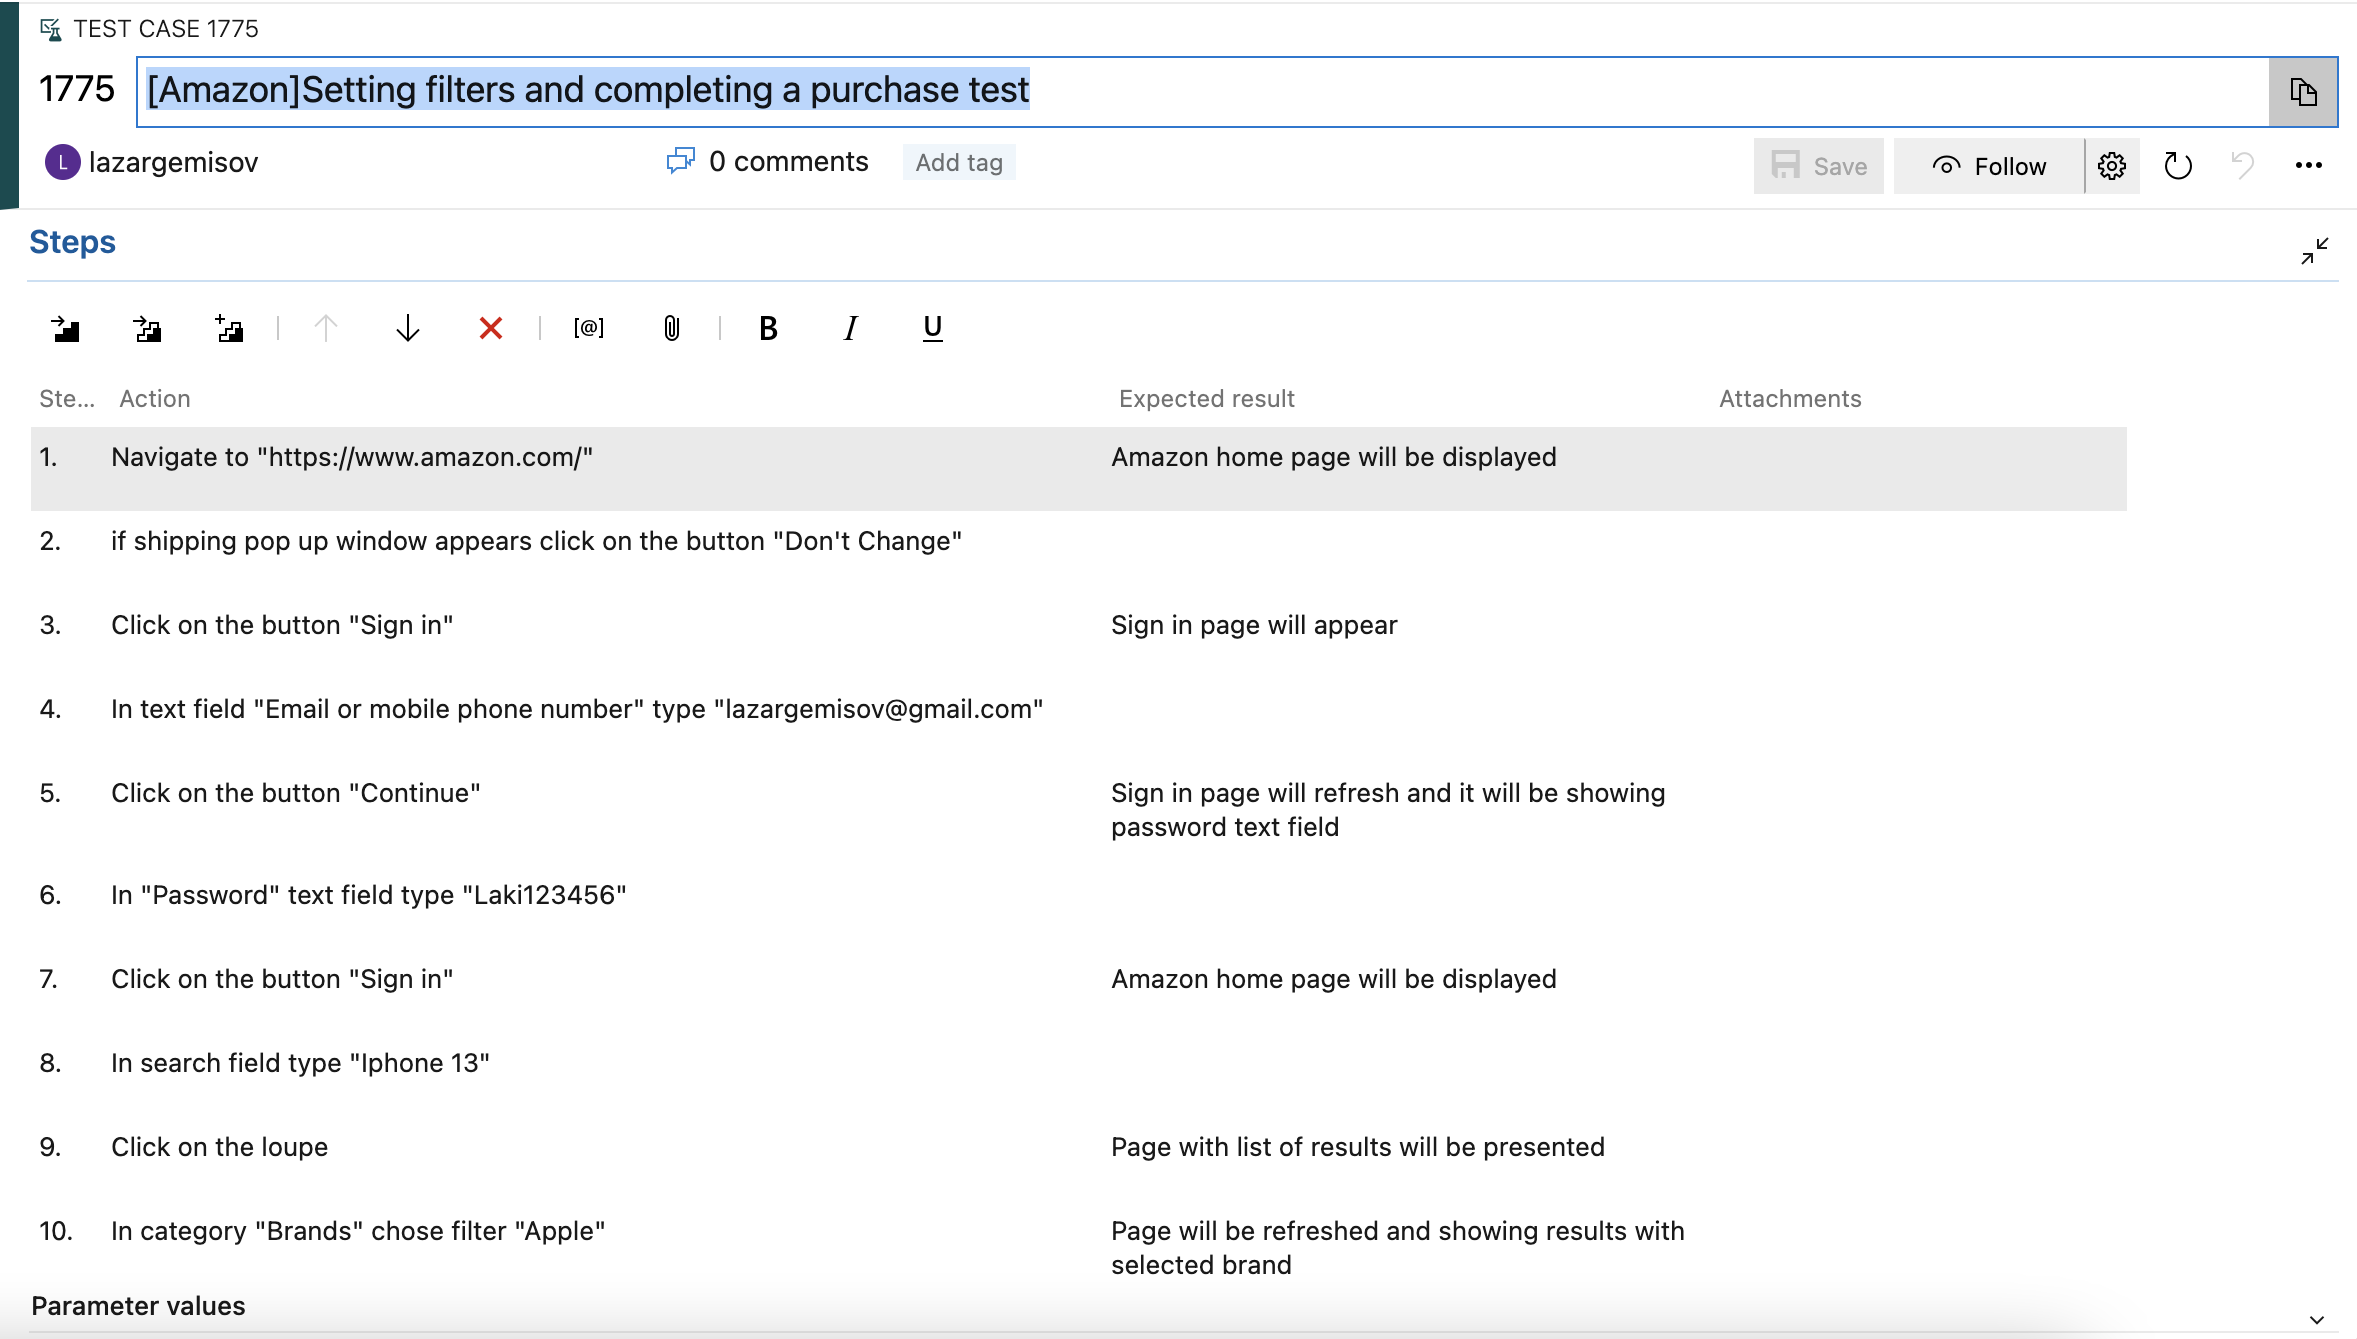 TEST CASE 1775
1775 [Amazon]Setting filters and completing a purchase test
L lazargemisov 0 comments Add tag Save Follow
Steps
[@] B I U
Ste... Action Expected result Attachments
1. Navigate to "https://www.amazon.com/" Amazon home page will be displayed
2. if shipping pop up window appears click on the button "Don't Change"
3. Click on the button "Sign in" Sign in page will appear
4. In text field "Email or mobile phone number" type "lazargemisov@gmail.com"
5. Click on the button "Continue" Sign in page will refresh and it will be showing
password text field
6. In "Password" text field type "Laki123456"
7. Click on the button "Sign in" Amazon home page will be displayed
8. In search field type "Iphone 13"
9. Click on the loupe Page with list of results will be presented
10. In category "Brands" chose filter "Apple" Page will be refreshed and showing results with
selected brand
Parameter values